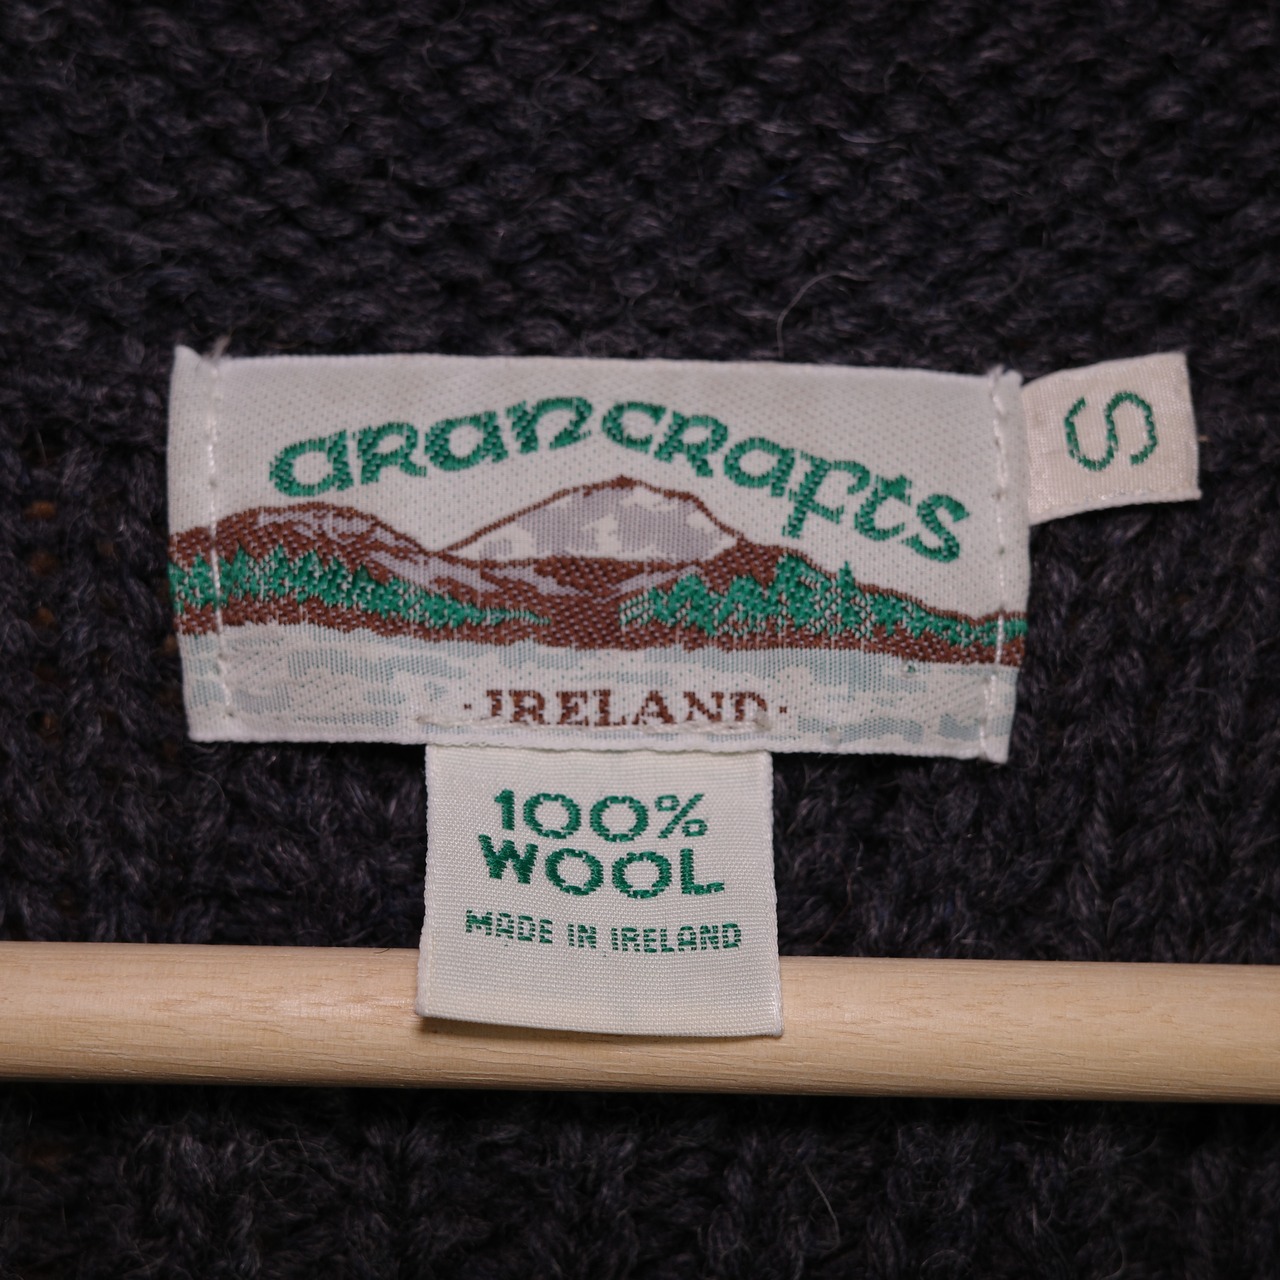 arancrafts
S
·IRELAND·
100%
WOOL
MADE IN IRELAND